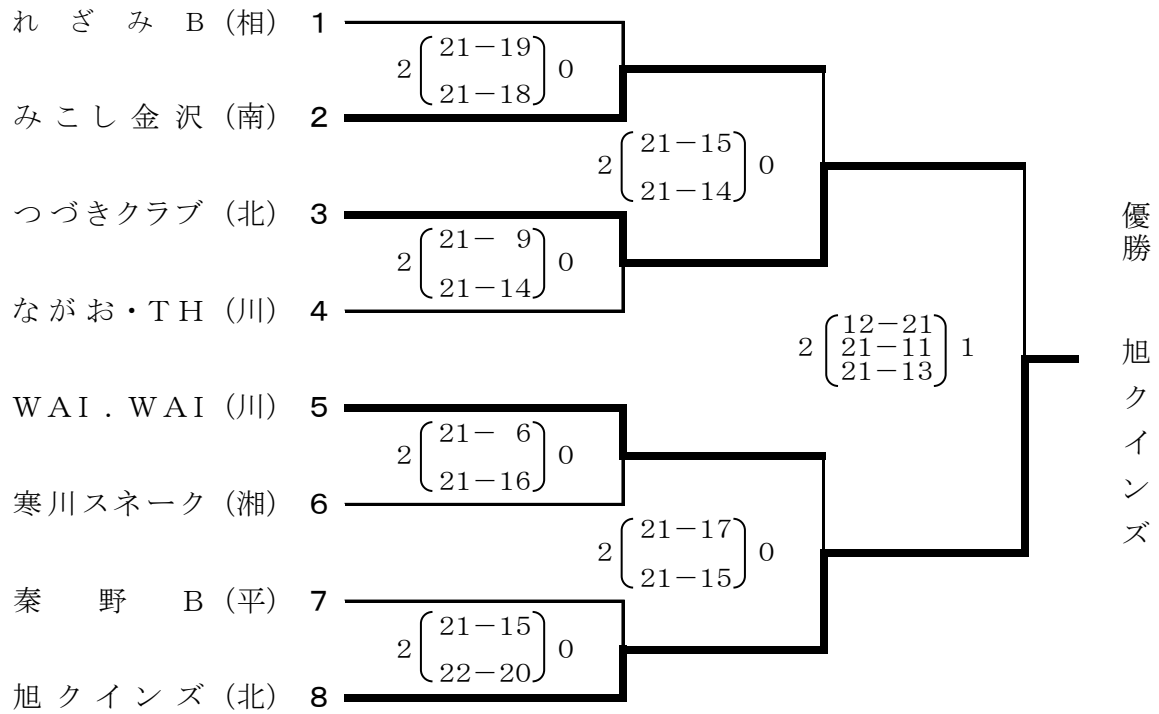 れざみB(相) 1
2 21-19 0
21-18
みこし金沢(南) 2
2 21-15 0
21-14
つづきクラブ(北) 3
2 21- 9 0
21-14
ながお・TH(川) 4
2 12-21 1
21-11
21-13
WAI.WAI(川) 5
2 21- 6 0
21-16
寒川スネーク(湘) 6
2 21-17 0
21-15
秦野B(平) 7
2 21-15 0
22-20
旭クインズ(北) 8
優勝 旭クインズ